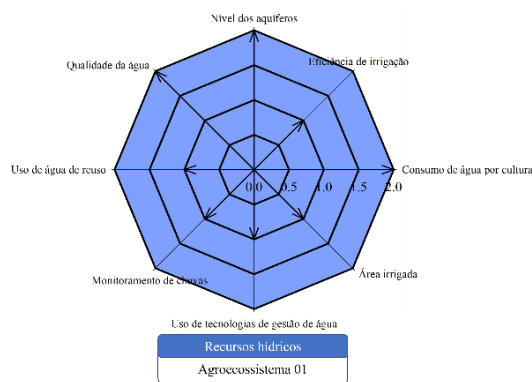 Nível dos aquíferos
Qualidade da água
Eficiência de irrigação
Uso de água de reuso
Consumo de água por cultura
0.0 0.5 1.0 1.5 2.0
Monitoramento de chuvas
Área irrigada
Uso de tecnologias de gestão de água
Recursos hídricos
Agroecossistema 01